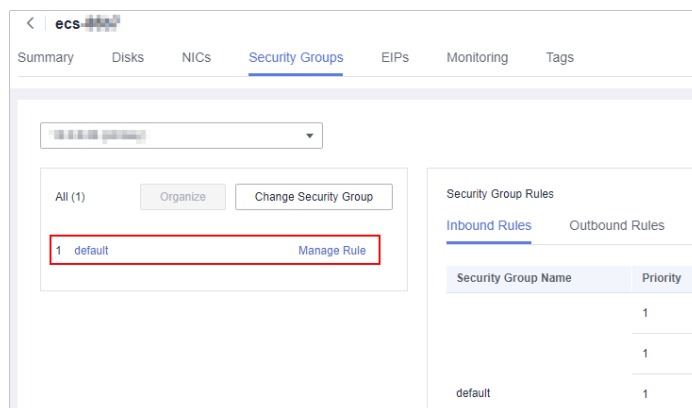 ecs-
Summary Disks NICs Security Groups EIPs Monitoring Tags
All (1) Organize Change Security Group
1 default Manage Rule
Security Group Rules
Inbound Rules Outbound Rules
Security Group Name Priority
1
1
default 1